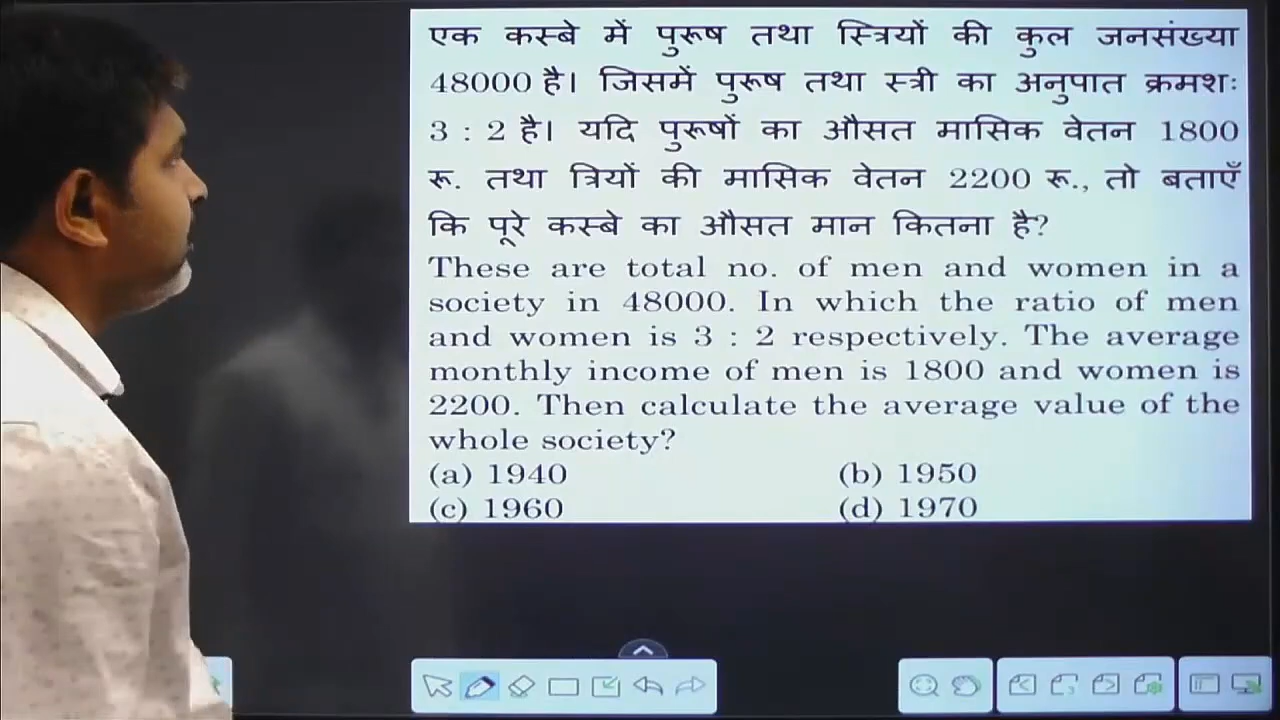 एक कस्बे में पुरूष तथा स्त्रियों की कुल जनसंख्या
48000 है। जिसमें पुरूष तथा स्त्री का अनुपात क्रमशः
3 : 2 है। यदि पुरूषों का औसत मासिक वेतन 1800
रू. तथा त्रियों की मासिक वेतन 2200 रू., तो बताएँ
कि पूरे कस्बे का औसत मान कितना है?
These are total no. of men and women in a
society in 48000. In which the ratio of men
and women is 3 : 2 respectively. The average
monthly income of men is 1800 and women is
2200. Then calculate the average value of the
whole society?
(a) 1940 (b) 1950
(c) 1960 (d) 1970